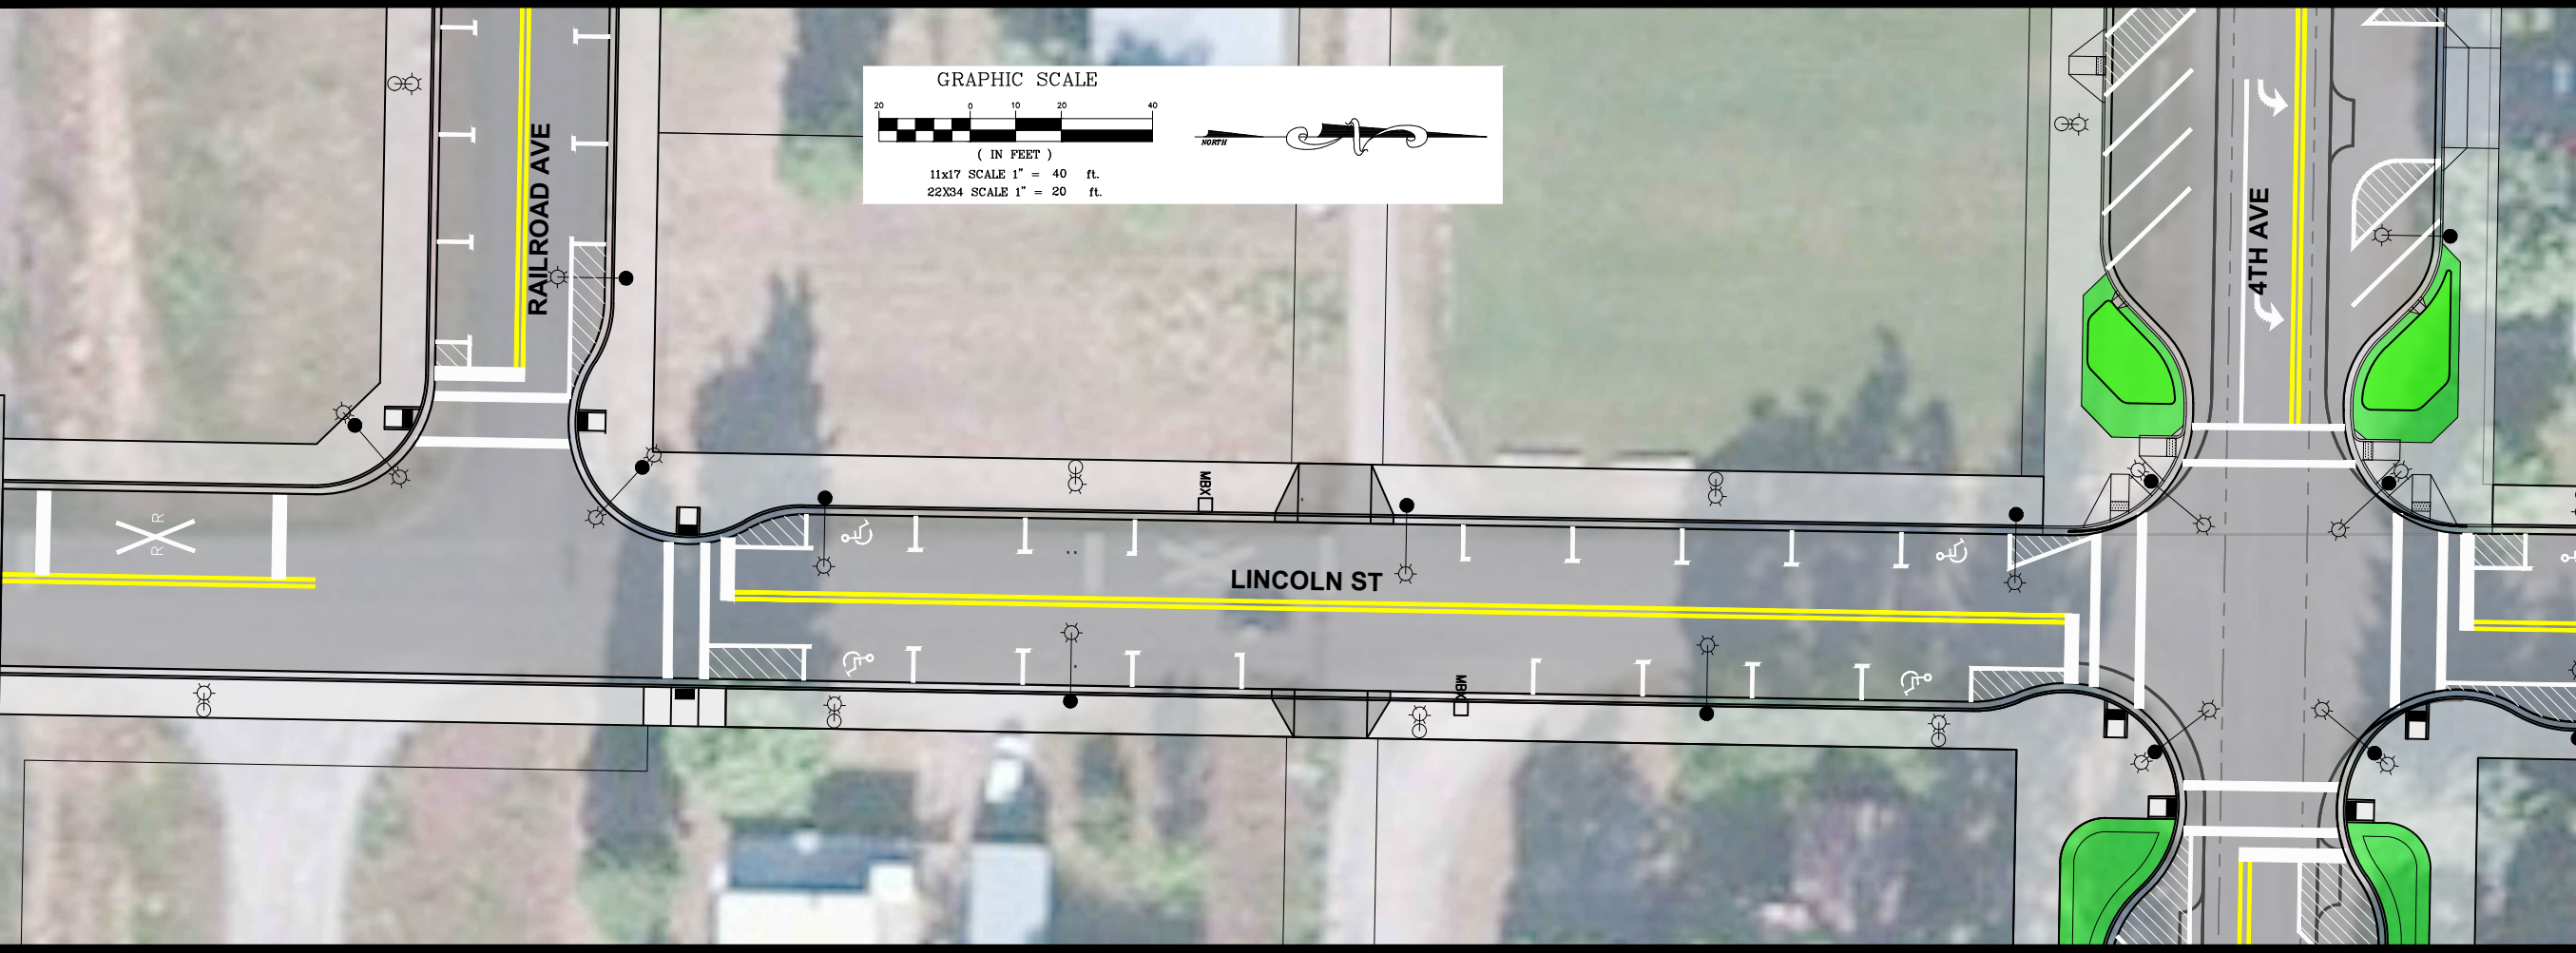 GRAPHIC SCALE
20 0 10 20 40
( IN FEET )
11x17 SCALE 1" = 40 ft.
22X34 SCALE 1" = 20 ft.
NORTH
RAILROAD AVE
4TH AVE
MBX
R
R
LINCOLN ST
MBX